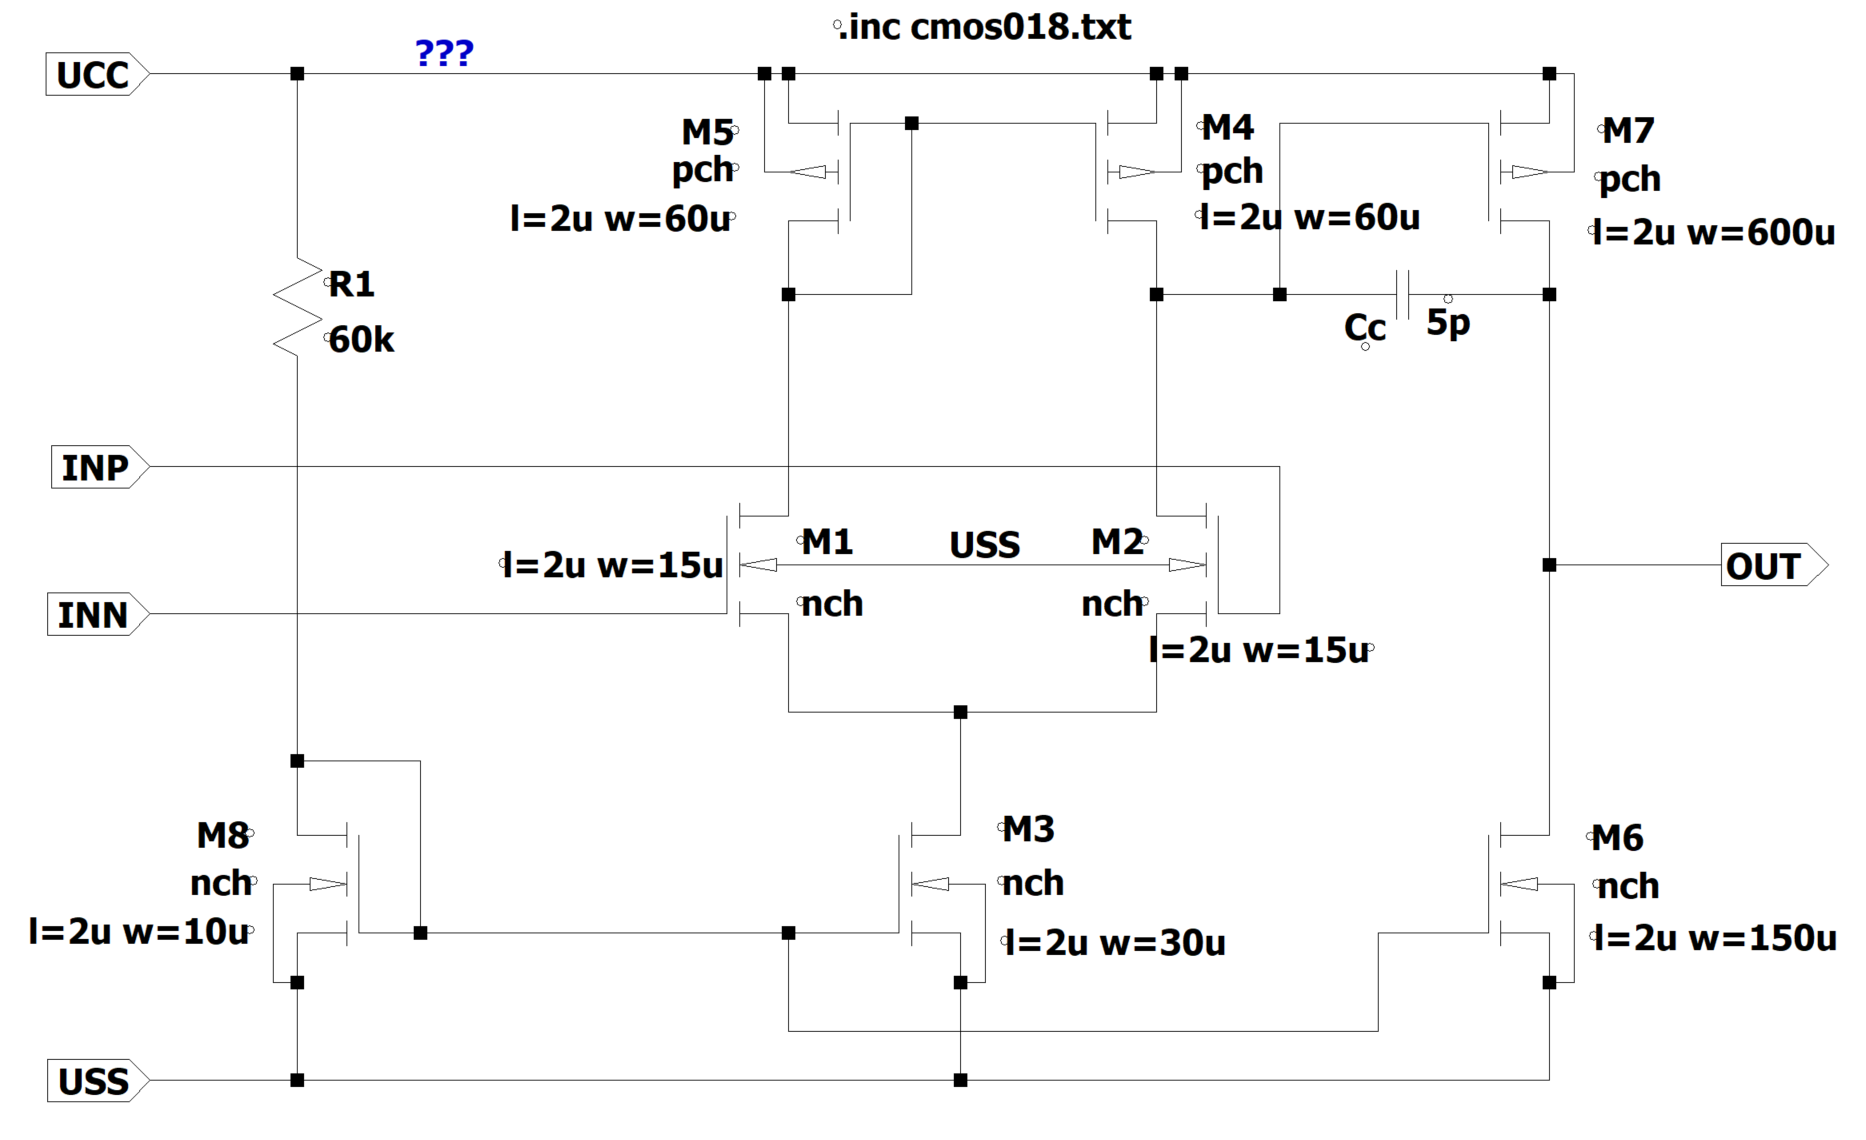 .inc cmos018.txt
???
UCC
M5
pch
l=2u w=60u
M4
pch
l=2u w=60u
M7
pch
l=2u w=600u
R1
60k
Cc
5p
INP
M1
USS
M2
l=2u w=15u
nch
nch
INN
l=2u w=15u
OUT
M8
nch
l=2u w=10u
M3
nch
l=2u w=30u
M6
nch
l=2u w=150u
USS